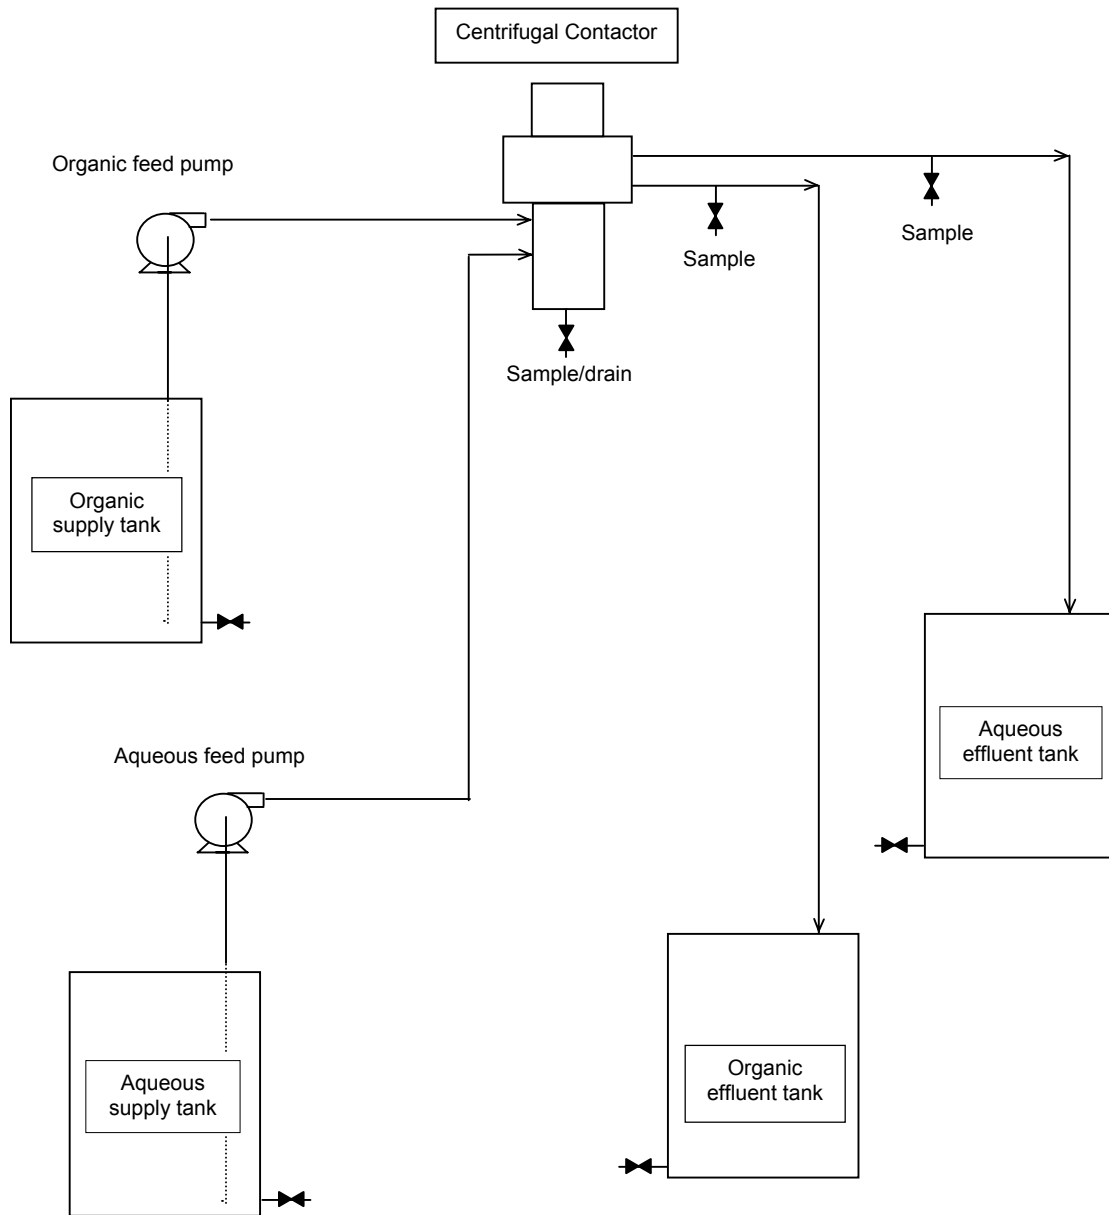 Centrifugal Contactor
Organic feed pump
Sample
Sample
Sample/drain
Organic
supply tank
Aqueous
effluent tank
Aqueous feed pump
Organic
effluent tank
Aqueous
supply tank